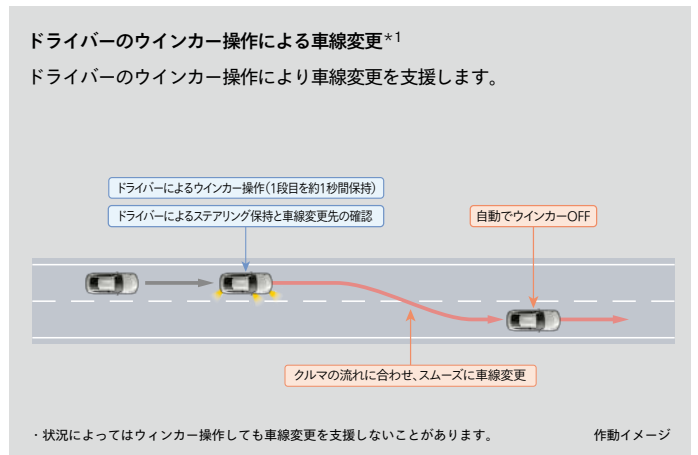 ドライバーのウインカー操作による車線変更*1
ドライバーのウインカー操作により車線変更を支援します。
ドライバーによるウインカー操作(1段目を約1秒間保持)
ドライバーによるステアリング保持と車線変更先の確認
自動でウインカーOFF
クルマの流れに合わせ、スムーズに車線変更
・状況によってはウィンカー操作しても車線変更を支援しないことがあります。
作動イメージ